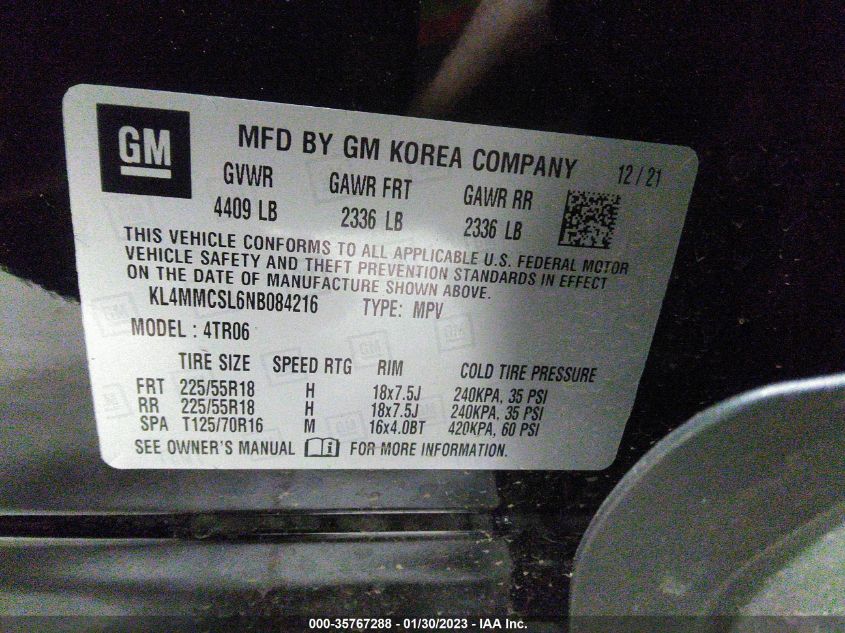 GM
MFD BY GM KOREA COMPANY 12/21
GVWR GAWR FRT GAWR RR
4409 LB 2336 LB 2336 LB
THIS VEHICLE CONFORMS TO ALL APPLICABLE U.S. FEDERAL MOTOR
VEHICLE SAFETY AND THEFT PREVENTION STANDARDS IN EFFECT
ON THE DATE OF MANUFACTURE SHOWN ABOVE.
KL4MMCSL6NB084216 TYPE: MPV
MODEL : 4TR06
TIRE SIZE SPEED RTG RIM COLD TIRE PRESSURE
FRT 225/55R18 H 18x7.5J 240KPA, 35 PSI
RR 225/55R18 H 18x7.5J 240KPA, 35 PSI
SPA T125/70R16 M 16x4.0BT 420KPA, 60 PSI
SEE OWNER'S MANUAL FOR MORE INFORMATION.
000-35767288 - 01/30/2023 - IAA Inc.